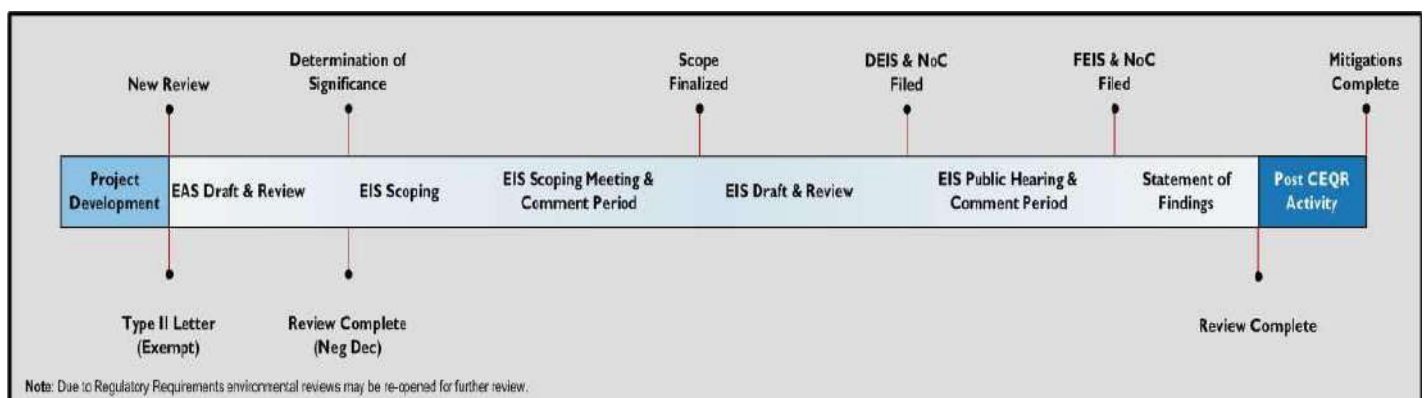 Determination of
Significance
Scope
Finalized
DEIS & NoC
Filed
FEIS & NoC
Filed
Mitigations
Complete
New Review
Project
Development
EAS Draft & Review
EIS Scoping
EIS Scoping Meeting &
Comment Period
EIS Draft & Review
EIS Public Hearing &
Comment Period
Statement of
Findings
Post CEQR
Activity
Type II Letter
(Exempt)
Review Complete
(Neg Dec)
Review Complete
Note: Due to Regulatory Requirements environmental reviews may be re-opened for further review.